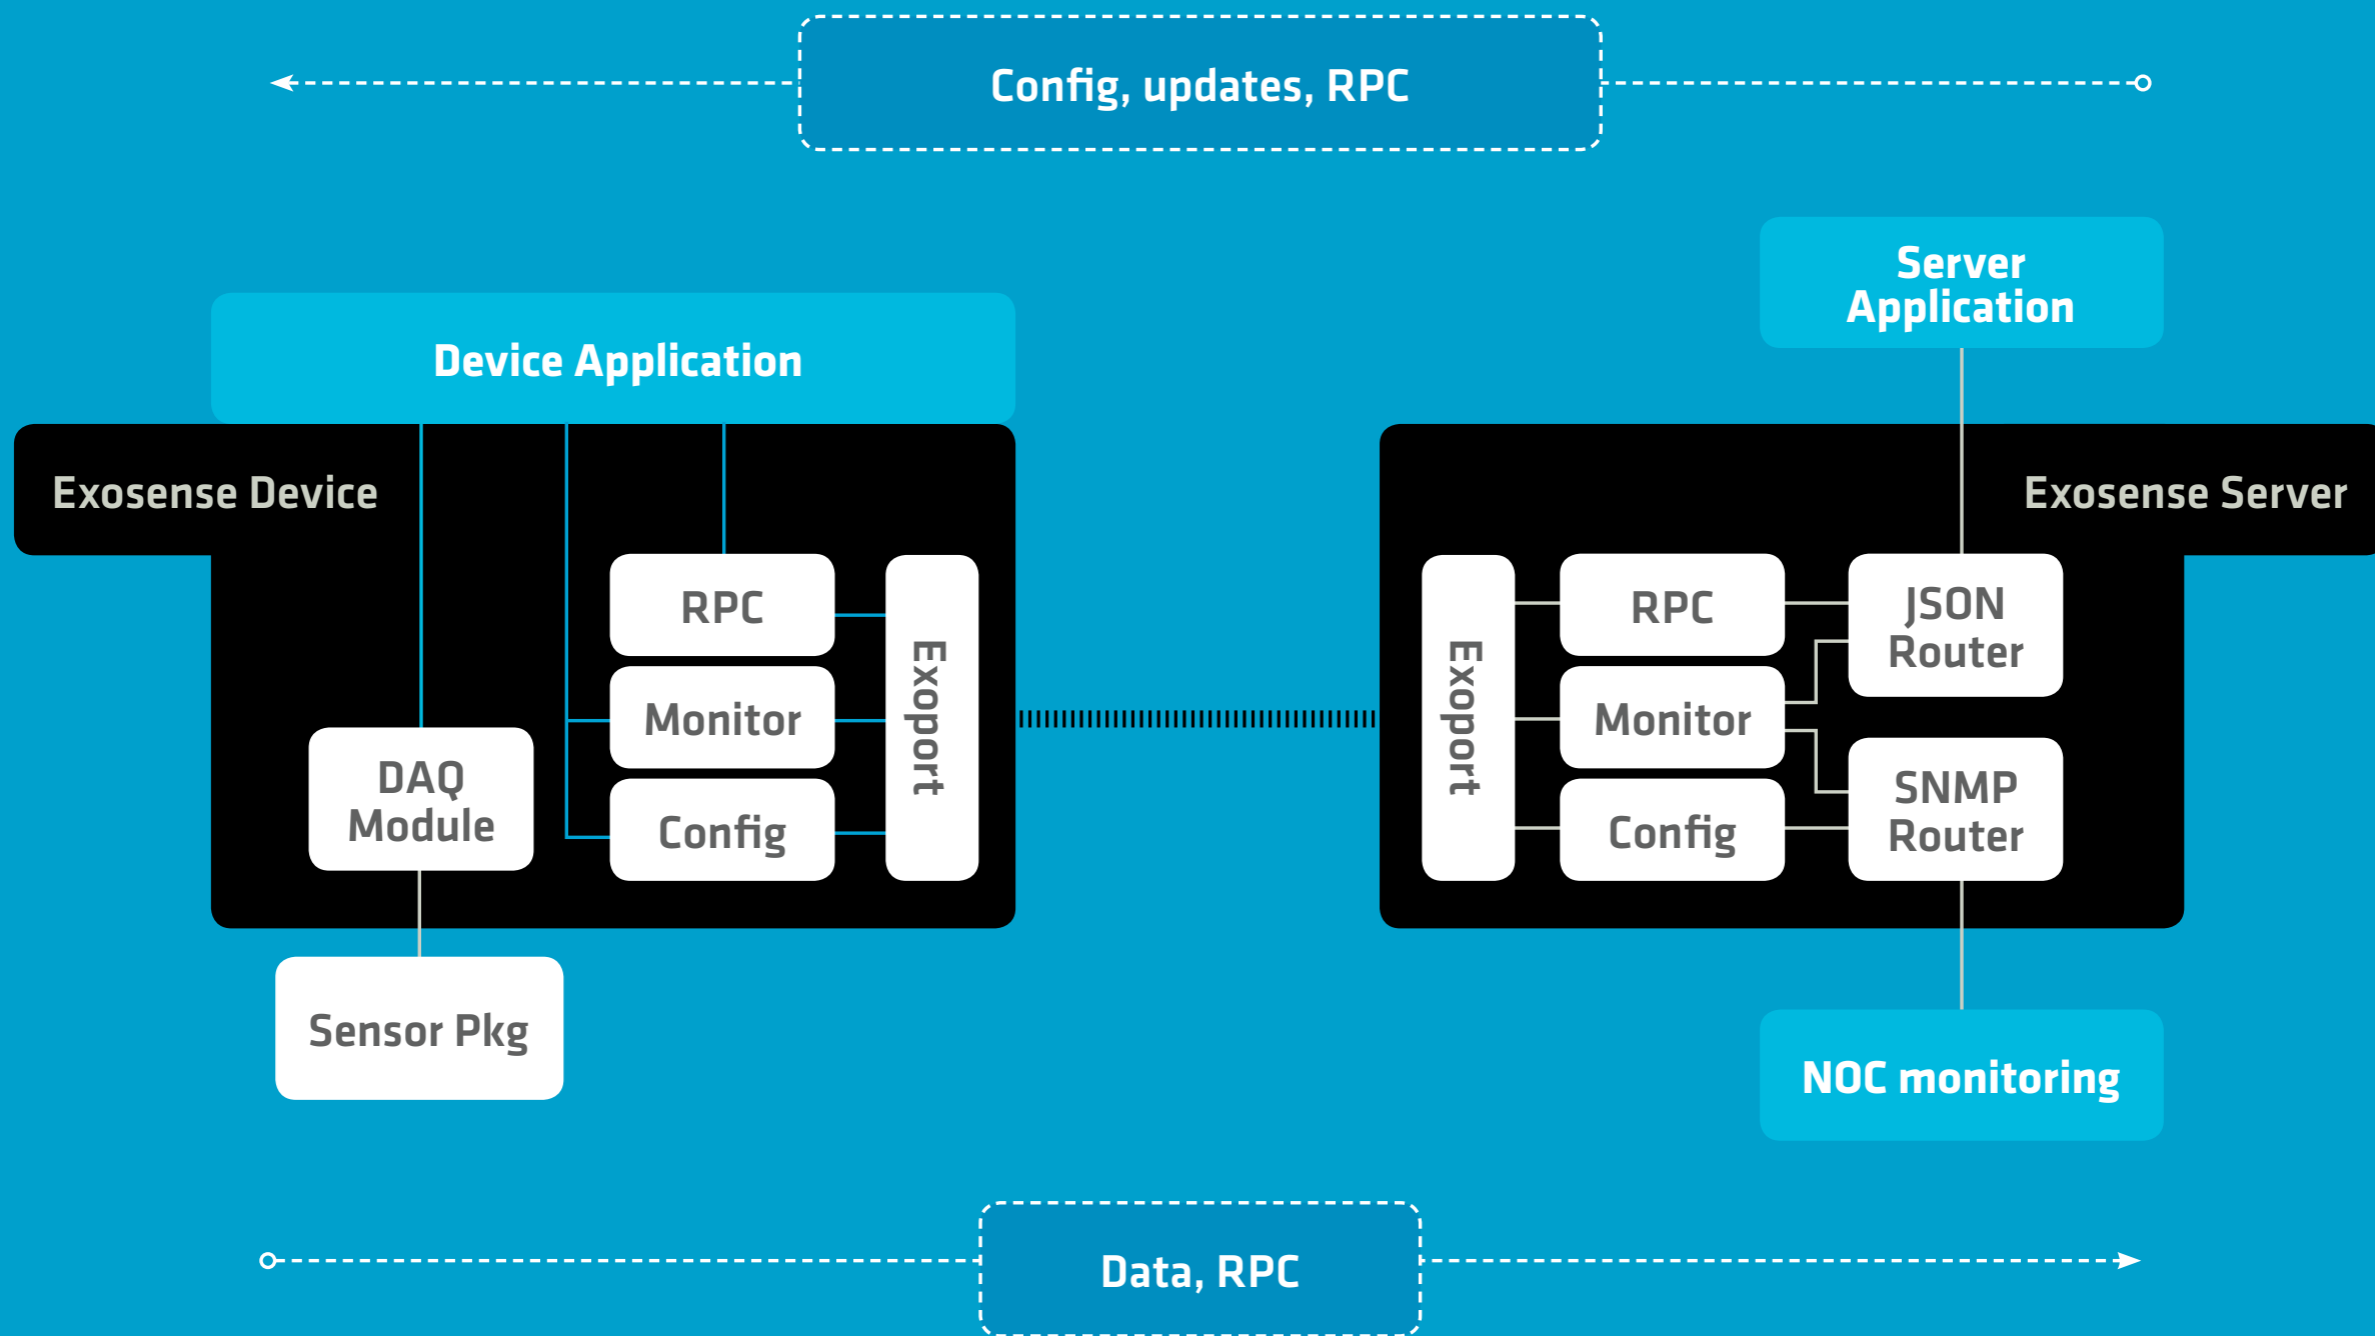 Config, updates, RPC
Server
Application
Device Application
Exosense Device
Exosense Server
RPC
Monitor
Config
Exoport
DAQ
Module
Sensor Pkg
Exoport
RPC
Monitor
Config
JSON
Router
SNMP
Router
NOC monitoring
Data, RPC